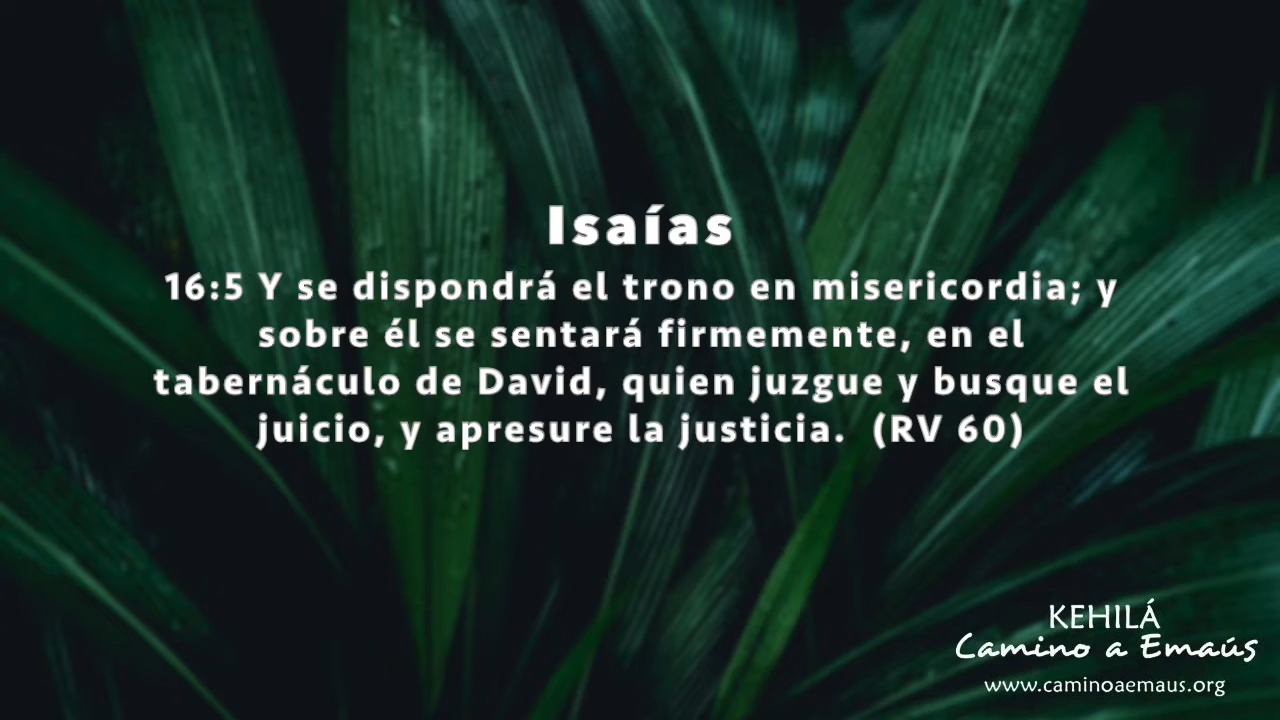 Isaías
16:5 Y se dispondrá el trono en misericordia; y
sobre él se sentará firmemente, en el
tabernáculo de David, quien juzgue y busque el
juicio, y apresure la justicia.  (RV 60)
KEHILÁ
Camino a Emaús
www.caminoaemaus.org